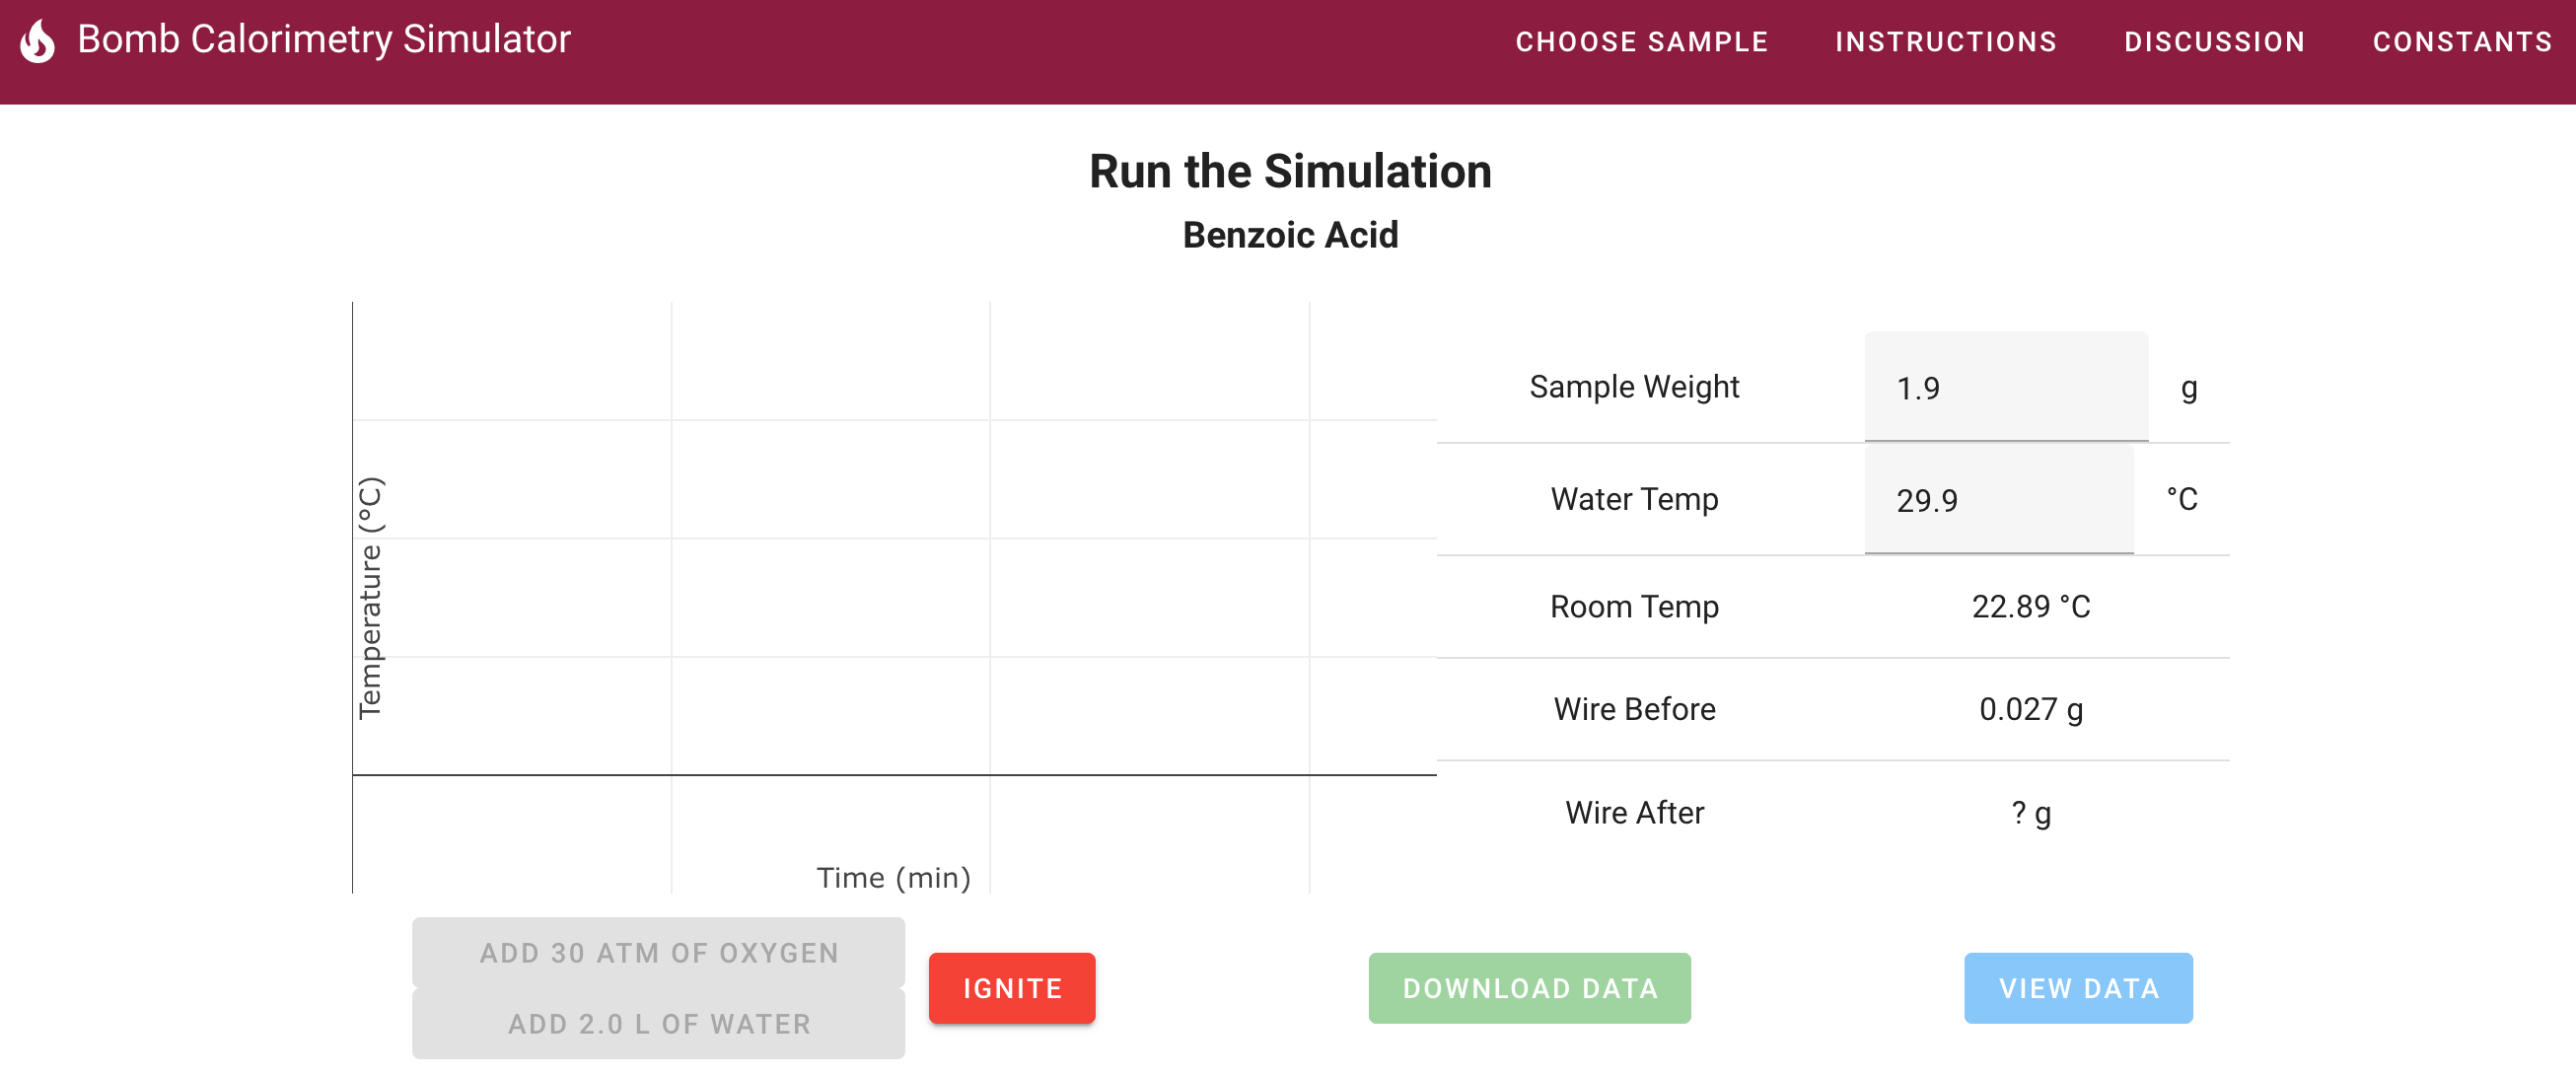 Bomb Calorimetry Simulator
CHOOSE SAMPLE
INSTRUCTIONS
DISCUSSION
CONSTANTS
Run the Simulation
Benzoic Acid
Temperature (°C)
Time (min)
Sample Weight 1.9 g
Water Temp 29.9 °C
Room Temp 22.89 °C
Wire Before 0.027 g
Wire After ? g
ADD 30 ATM OF OXYGEN
ADD 2.0 L OF WATER
IGNITE
DOWNLOAD DATA
VIEW DATA